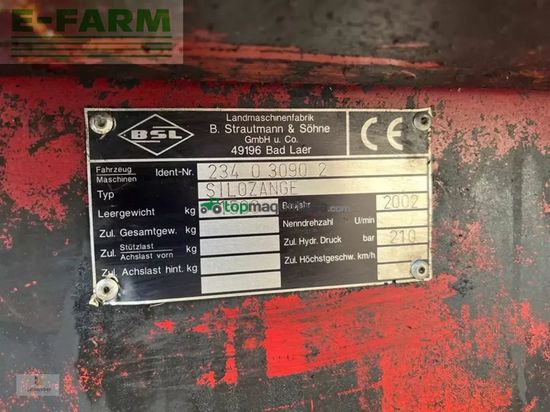 E-FARM
BSL
Landmaschinenfabrik
B. Strautmann & Söhne
GmbH u. Co.
49196 Bad Laer
CE
Fahrzeug
Maschinen
Ident-Nr.
234 0 3090 2
Typ
SILOZANGE
Leergewicht kg
Baujahr
2002
Zul. Gesamtgew. kg
Nenndrehzahl U/min
Zul. Stützlast
Achslast vorn kg
Zul. Hydr. Druck bar
210
Zul. Achslast hint. kg
Zul. Höchstgeschw. km/h